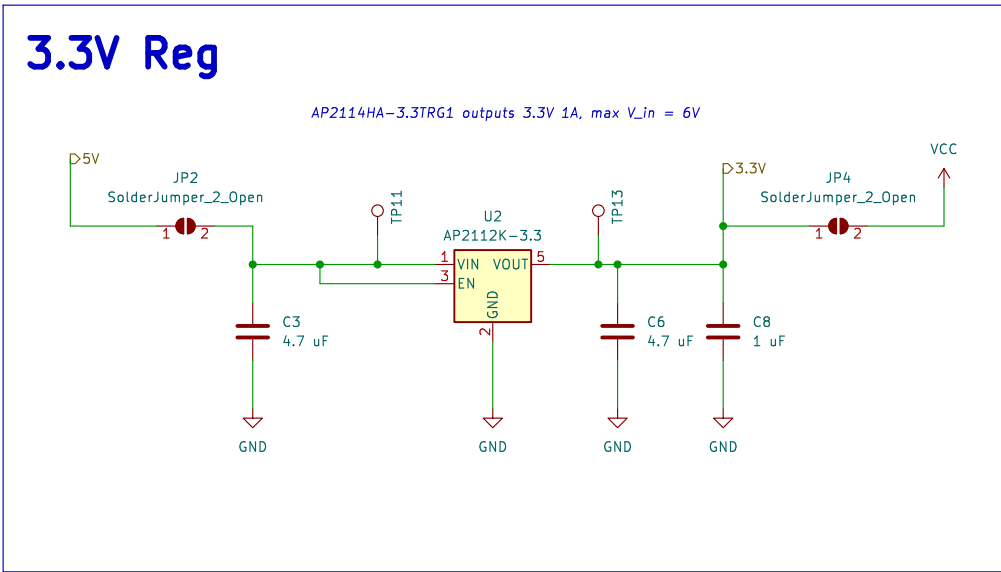 3.3V Reg
AP2114HA-3.3TRG1 outputs 3.3V 1A, max V_in = 6V
5V
JP2
SolderJumper_2_Open
1 2
TP11
U2
AP2112K-3.3
1 VIN VOUT 5
3 EN
GND
2
TP13
3.3V
JP4
SolderJumper_2_Open
1 2
VCC
C3
4.7 uF
C6
4.7 uF
C8
1 uF
GND
GND
GND
GND